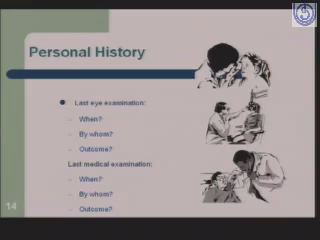 Personal History
Last eye examination:
- When?
- By whom?
- Outcome?
Last medical examination:
- When?
- By whom?
- Outcome?
14